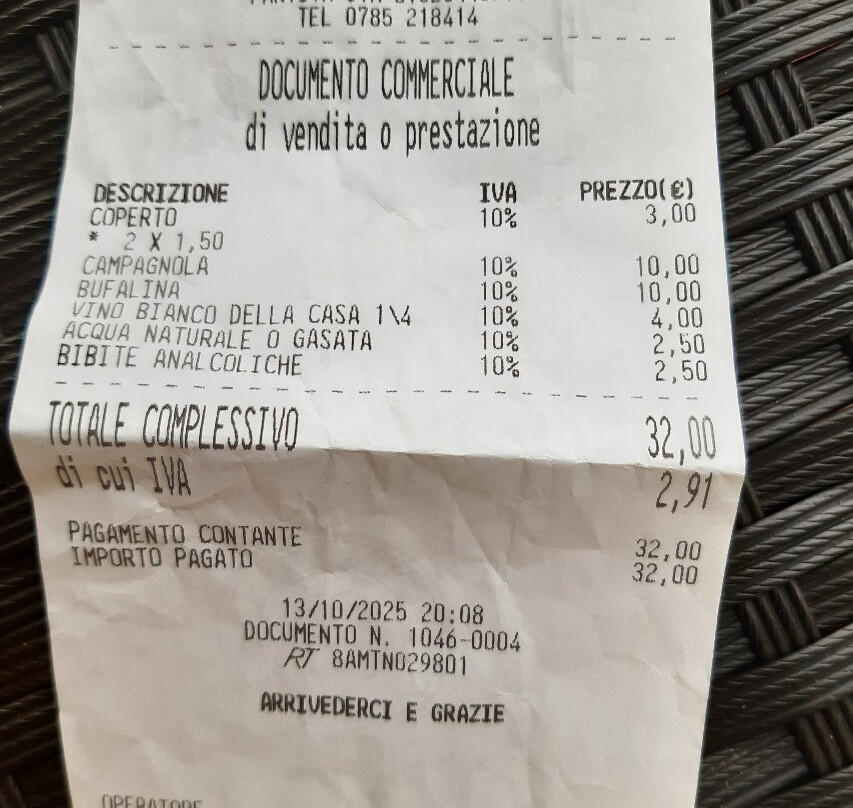 TEL 0785 218414
DOCUMENTO COMMERCIALE
di vendita o prestazione
DESCRIZIONE IVA PREZZO(€)
COPERTO 10% 3,00
* 2 X 1,50
CAMPAGNOLA 10% 10,00
BUFALINA 10% 10,00
VINO BIANCO DELLA CASA 1\4 10% 4,00
ACQUA NATURALE O GASATA 10% 2,50
BIBITE ANALCOLICHE 10% 2,50
TOTALE COMPLESSIVO 32,00
di cui IVA 2,91
PAGAMENTO CONTANTE 32,00
IMPORTO PAGATO 32,00
13/10/2025 20:08
DOCUMENTO N. 1046-0004
RT 8AMTN029801
ARRIVEDERCI E GRAZIE
OPERATORE